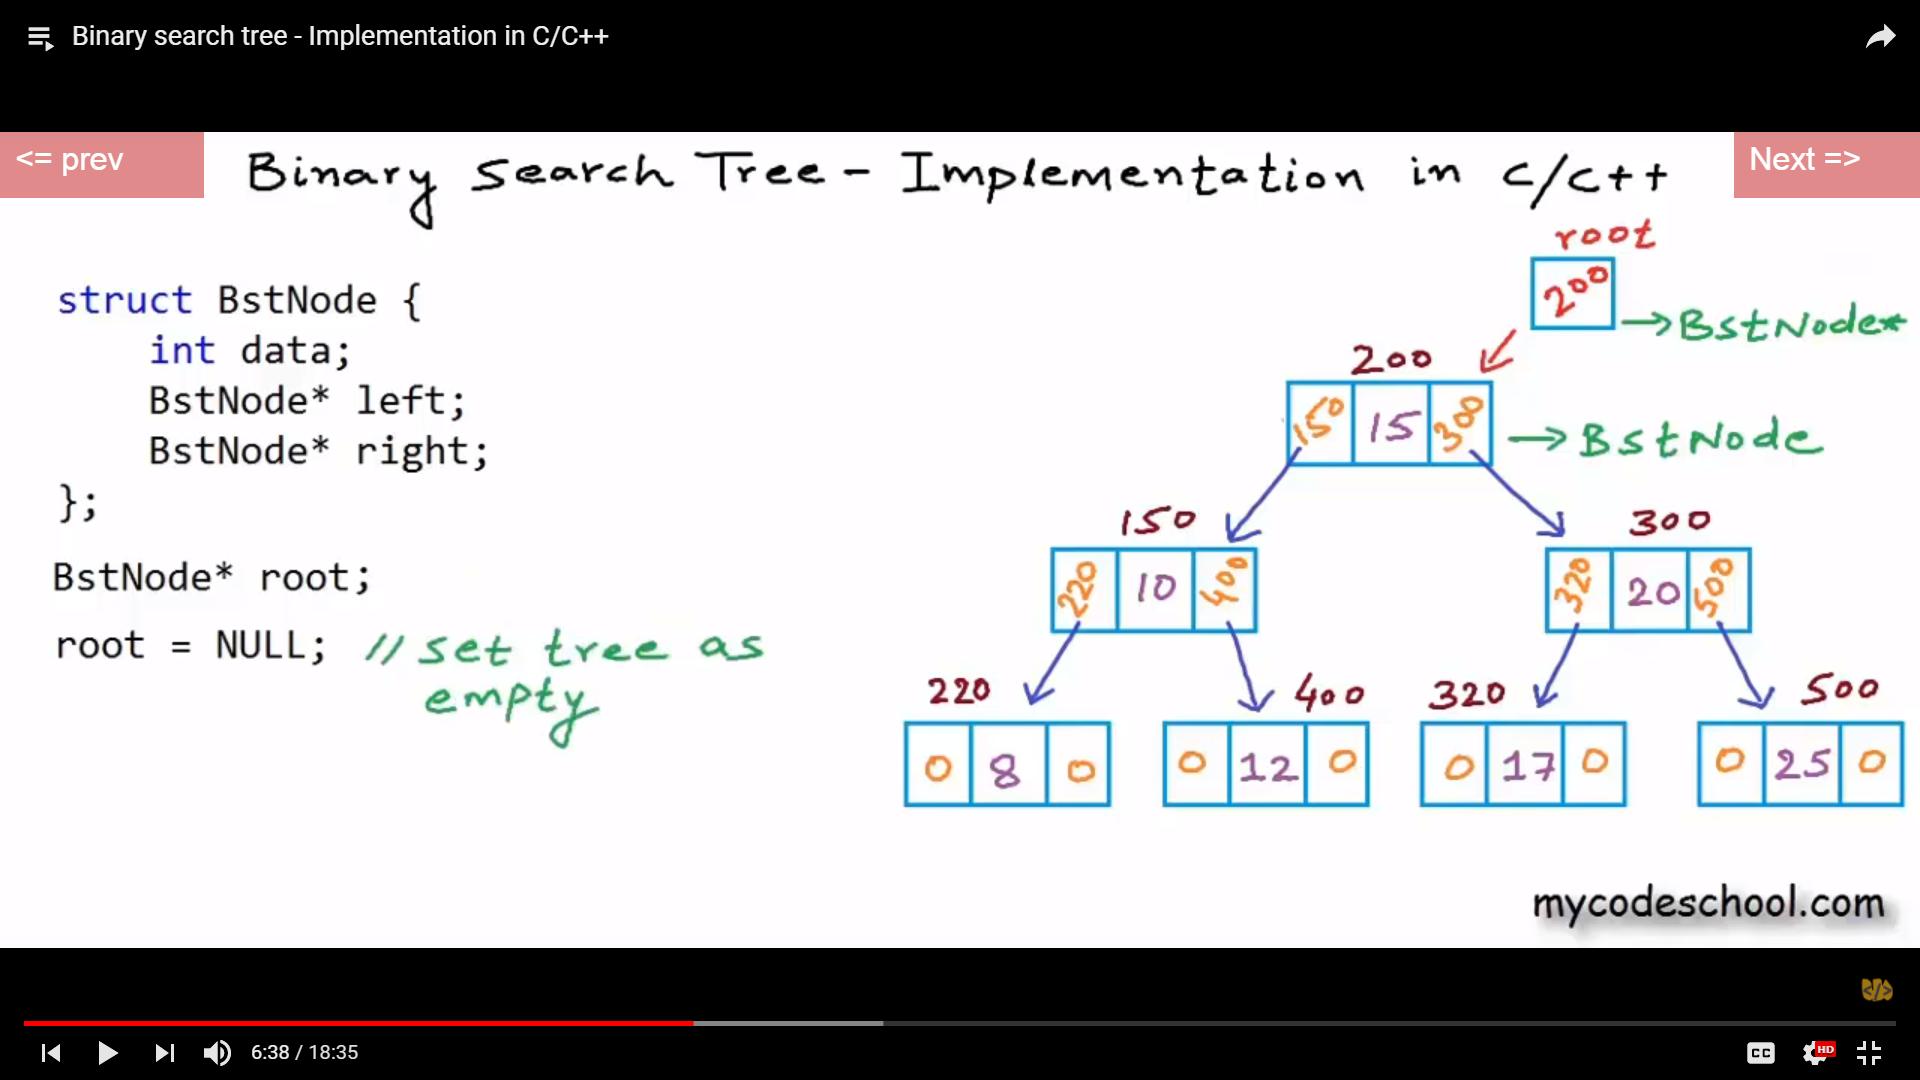 Binary search tree - Implementation in C/C++
<= prev
Binary Search Tree - Implementation in C/C++
Next =>
struct BstNode {
int data;
BstNode* left;
BstNode* right;
};
BstNode* root;
root = NULL; // set tree as
empty
root
200
→BstNode*
200
150 15 30
→BstNode
150
300
220 10 400
320 20 500
220
400
320
500
0 8 0
0 12 0
0 17 0
0 25 0
mycodeschool.com
</>
6:38 / 18:35
CC
HD